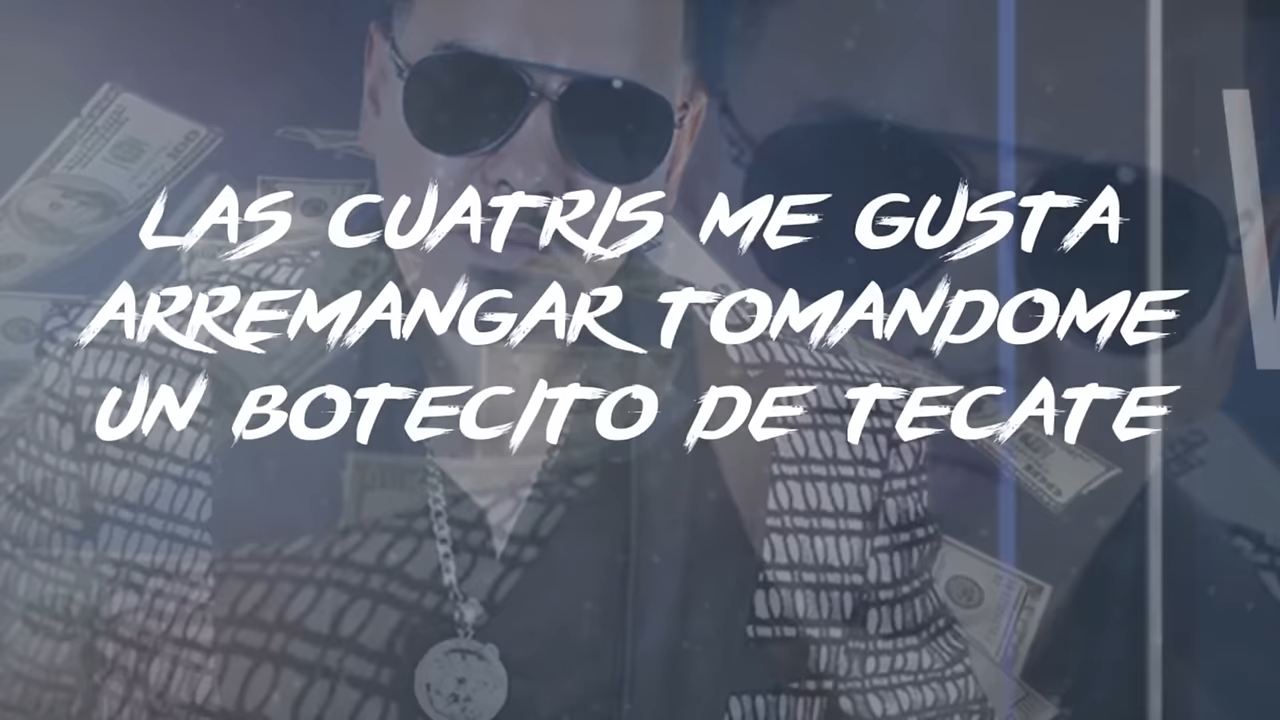 LAS CUATRIS ME GUSTA
ARREMANGAR TOMANDOME
UN BOTECITO DE TECATE